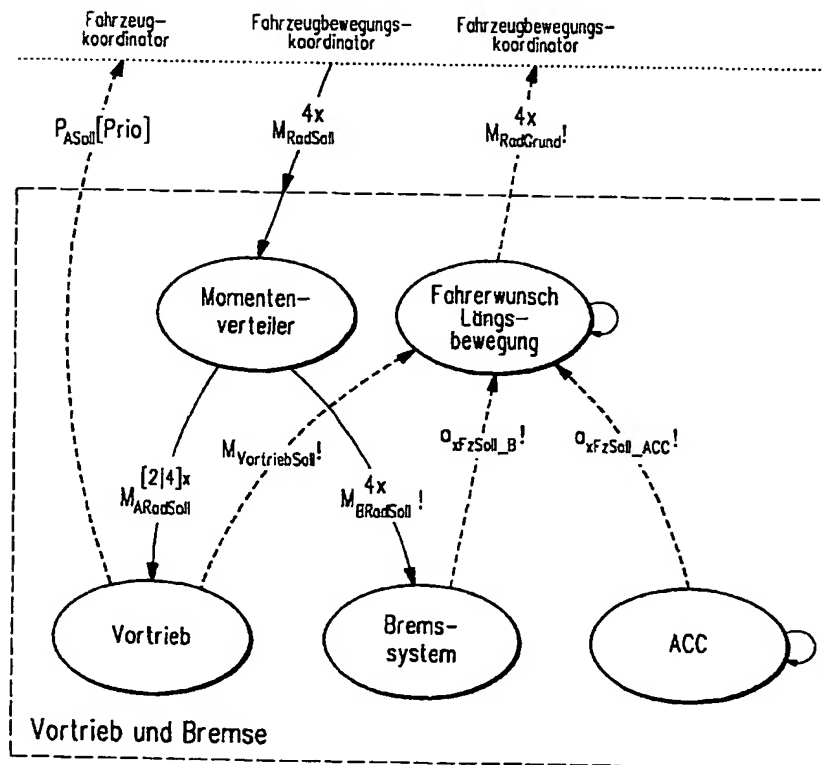 Fahrzeug-
koordinator
Fahrzeugbewegungs-
koordinator
Fahrzeugbewegungs-
koordinator
P_ASoll[Prio]
4x
M_RadSoll
4x
M_RadGrund!
Momenten-
verteiler
Fahrerwunsch
Längs-
bewegung
[2|4]x
M_ARadSoll
M_VortriebSoll!
4x
M_BRadSoll!
a_xFzSoll_B!
a_xFzSoll_ACC!
Vortrieb
Brems-
system
ACC
Vortrieb und Bremse